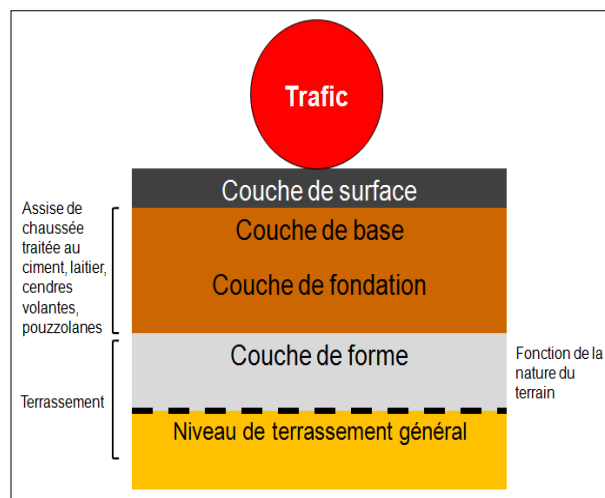 Trafic
Couche de surface
Assise de
chaussée
traitée au
ciment, laitier,
cendres
volantes,
pouzzolanes
Couche de base
Couche de fondation
Couche de forme
Fonction de la
nature du
terrain
Terrassement
Niveau de terrassement général